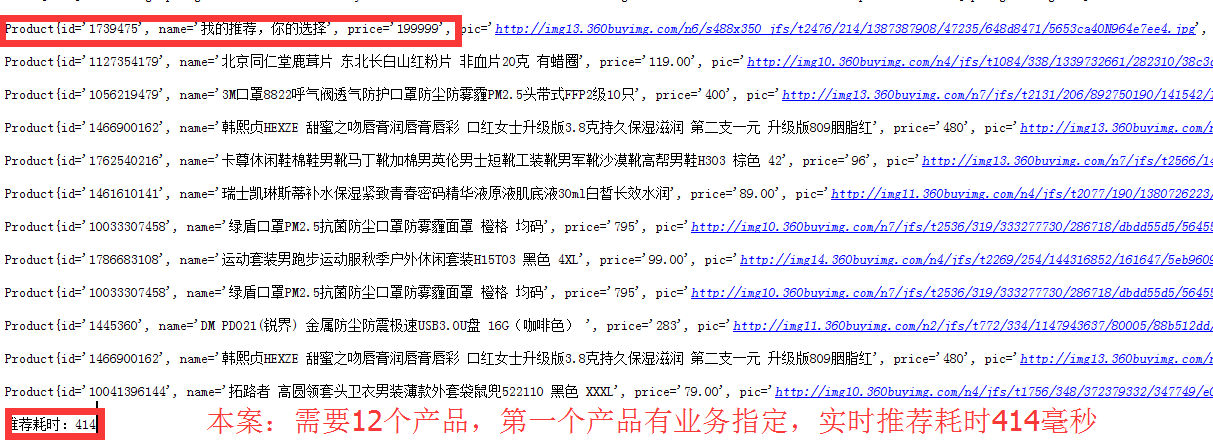 Product{id='1739475', name='我的推荐，你的选择', price='199999', pic='http://img13.360buyimg.com/n6/s488x350_jfs/t2476/214/1387387908/47235/648d8471/5653ca40N964e7ee4.jpg',
Product{id='1127354179', name='北京同仁堂鹿茸片 东北长白山红粉片 非血片20克 有蜡圈', price='119.00', pic='http://img10.360buyimg.com/n4/jfs/t1084/338/1339732661/282310/38c3c
Product{id='1056219479', name='3M口罩8822呼气阀透气防护口罩防尘防雾霾PM2.5头带式FFP2级10只', price='400', pic='http://img13.360buyimg.com/n7/jfs/t2131/206/892750190/141542/1
Product{id='1466900162', name='韩熙贞HEXZE 甜蜜之吻唇膏润唇膏唇彩 口红女士升级版3.8克持久保湿滋润 第二支一元 升级版809胭脂红', price='480', pic='http://img13.360buyimg.com/n
Product{id='1762540216', name='卡尊休闲鞋棉鞋男靴马丁靴加棉男英伦男士短靴工装靴男军靴沙漠靴高帮男鞋H303 棕色 42', price='96', pic='http://img13.360buyimg.com/n7/jfs/t2566/14
Product{id='1461610141', name='瑞士凯琳斯蒂补水保湿紧致青春密码精华液原液肌底液30ml白皙长效水润', price='89.00', pic='http://img11.360buyimg.com/n4/jfs/t2077/190/1380726223/
Product{id='10033307458', name='绿盾口罩PM2.5抗菌防尘口罩防雾霾面罩 橙格 均码', price='795', pic='http://img10.360buyimg.com/n7/jfs/t2536/319/333277730/286718/dbdd55d5/56455
Product{id='1786683108', name='运动套装男跑步运动服秋季户外休闲套装H15T03 黑色 4XL', price='99.00', pic='http://img14.360buyimg.com/n4/jfs/t2269/254/144316852/161647/5eb9609
Product{id='10033307458', name='绿盾口罩PM2.5抗菌防尘口罩防雾霾面罩 橙格 均码', price='795', pic='http://img10.360buyimg.com/n7/jfs/t2536/319/333277730/286718/dbdd55d5/56455
Product{id='1445360', name='DM PD021(锐界) 金属防尘防震极速USB3.0U盘 16G（咖啡色） ', price='283', pic='http://img11.360buyimg.com/n2/jfs/t772/334/1147943637/80005/88b512dd/
Product{id='1466900162', name='韩熙贞HEXZE 甜蜜之吻唇膏润唇膏唇彩 口红女士升级版3.8克持久保湿滋润 第二支一元 升级版809胭脂红', price='480', pic='http://img13.360buyimg.com/n
Product{id='10041396144', name='拓路者 高圆领套头卫衣男装薄款外套袋鼠兜522110 黑色 XXXL', price='79.00', pic='http://img10.360buyimg.com/n4/jfs/t1756/348/372379332/347749/e0
推荐耗时：414
本案：需要12个产品，第一个产品有业务指定，实时推荐耗时414毫秒